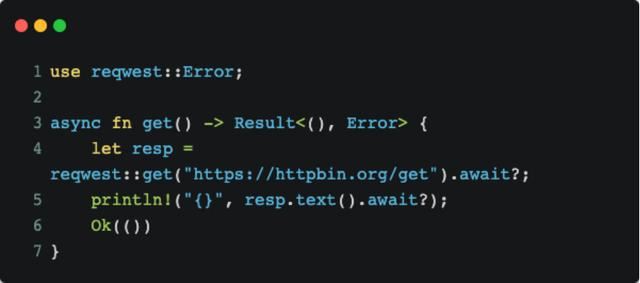 1 use reqwest::Error;
2
3 async fn get() -> Result<(), Error> {
4     let resp =
reqwest::get("https://httpbin.org/get").await?;
5     println!("{}", resp.text().await?);
6     Ok(())
7 }